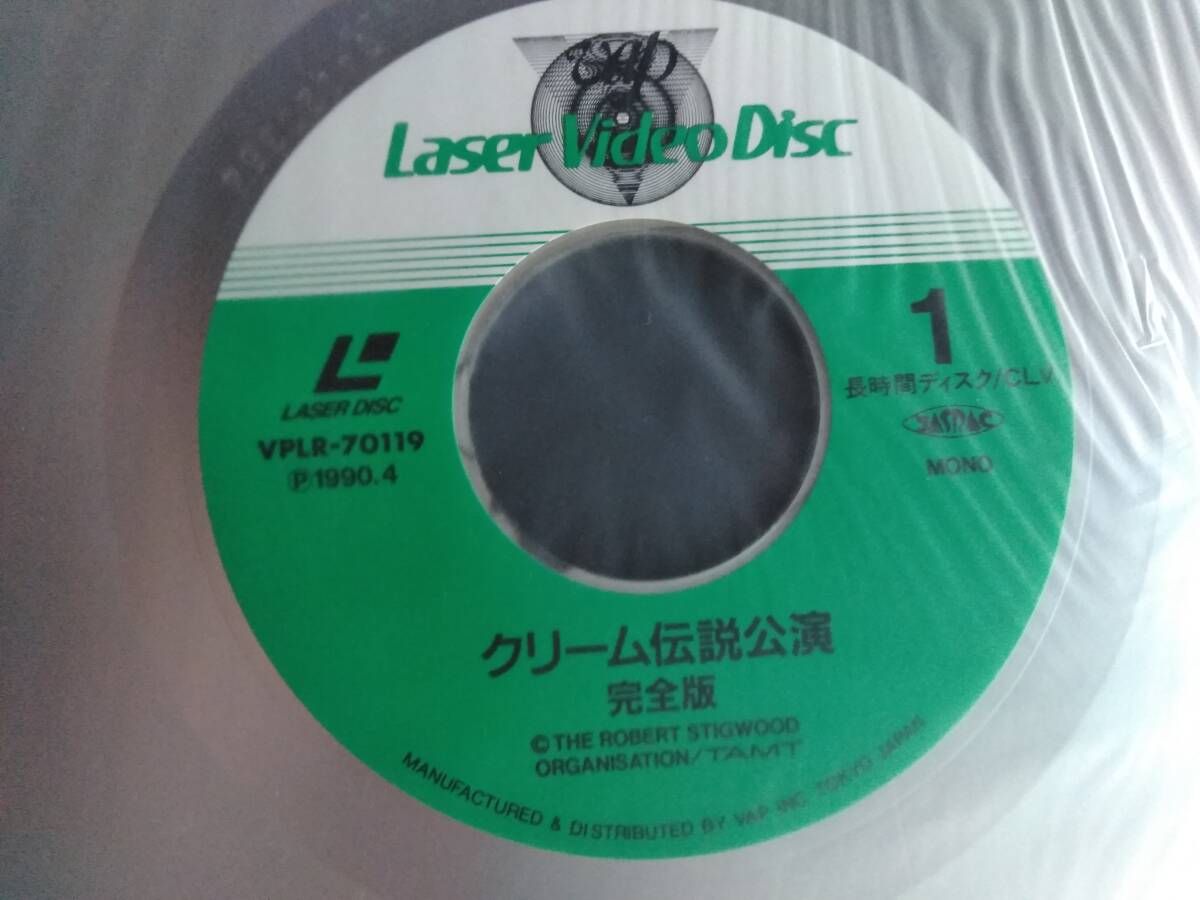 Vap
Laser Video Disc
LASER DISC
VPLR-70119
Ⓟ1990.4
1
長時間ディスク/CLV
JASRAC
MONO
クリーム伝説公演
完全版
©THE ROBERT STIGWOOD
ORGANISATION/TAMT
MANUFACTURED & DISTRIBUTED BY VAP INC. TOKYO JAPAN